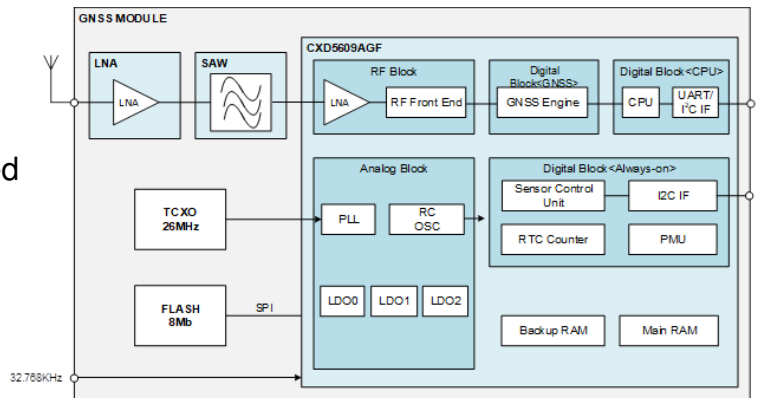 GNSS MODULE
CXD5609AGF
LNA
SAW
RF Block
Digital
Block<GNSS>
Digital Block<CPU>
LNA
LNA
RF Front End
GNSS Engine
CPU
UART/
I²C IF
ed
Analog Block
Digital Block<Always-on>
TCXO
26MHz
PLL
RC
OSC
Sensor Control
Unit
I2C IF
RTC Counter
PMU
FLASH
8Mb
SPI
LDO0
LDO1
LDO2
Backup RAM
Main RAM
32.768KHz